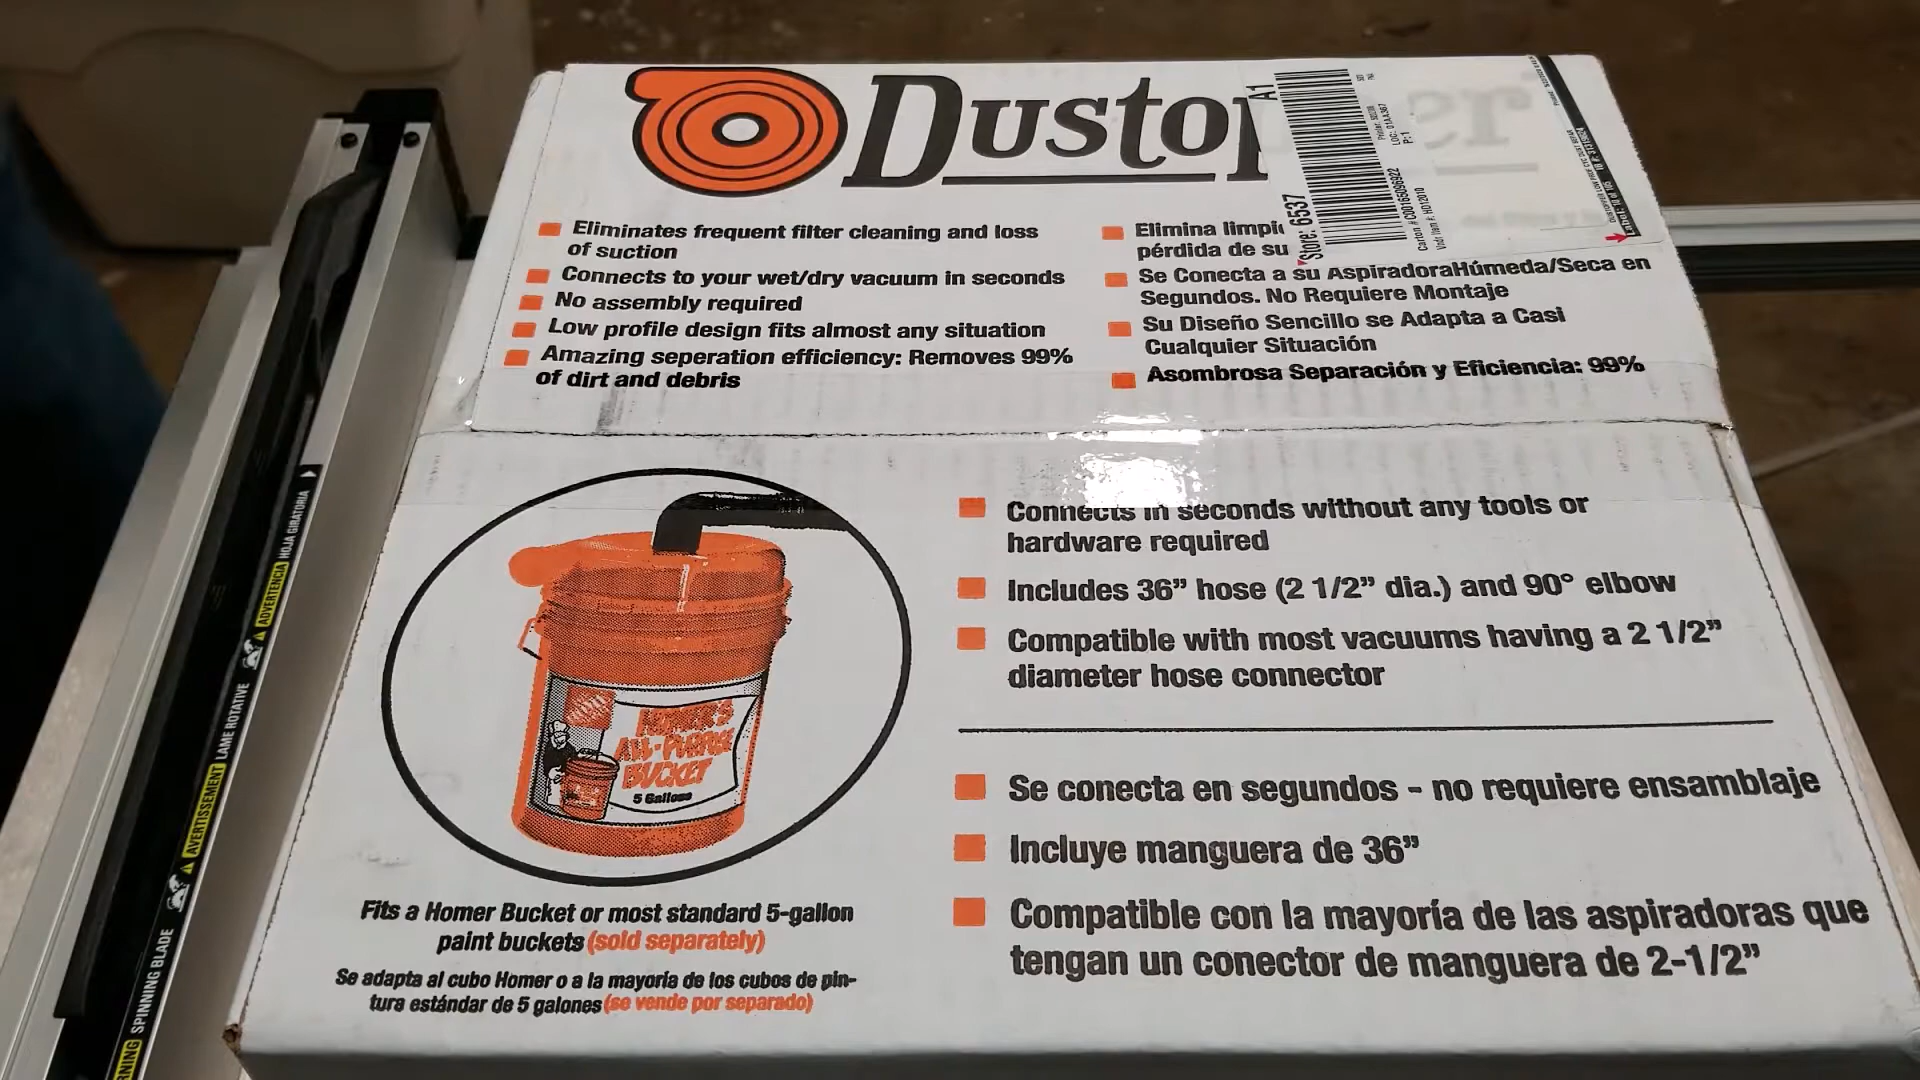 Dusto
Eliminates frequent filter cleaning and loss
of suction
Connects to your wet/dry vacuum in seconds
No assembly required
Low profile design fits almost any situation
Amazing seperation efficiency: Removes 99%
of dirt and debris
Elimina
pérdida de su
Se Conecta a su AspiradoraHúmeda/Seca en
Segundos. No Requiere Montaje
Su Diseño Sencillo se Adapta a Casi
Cualquier Situación
Asombrosa Separación y Eficiencia: 99%
A1
Store: 6537
P:1
Connects in seconds without any tools or
hardware required
Includes 36” hose (2 1/2” dia.) and 90° elbow
Compatible with most vacuums having a 2 1/2”
diameter hose connector
Se conecta en segundos - no requiere ensamblaje
Incluye manguera de 36”
Compatible con la mayoría de las aspiradoras que
tengan un conector de manguera de 2-1/2”
HOMER'S
ALL-PURPOSE
BUCKET
5 Gallons
Fits a Homer Bucket or most standard 5-gallon
paint buckets (sold separately)
Se adapta al cubo Homer o a la mayoria de los cubos de pin-
tura estándar de 5 galones (se vende por separado)
SPINNING BLADE
AVERTISSEMENT LAME ROTATIVE
ADVERTENCIA HOJA GIRATORIA